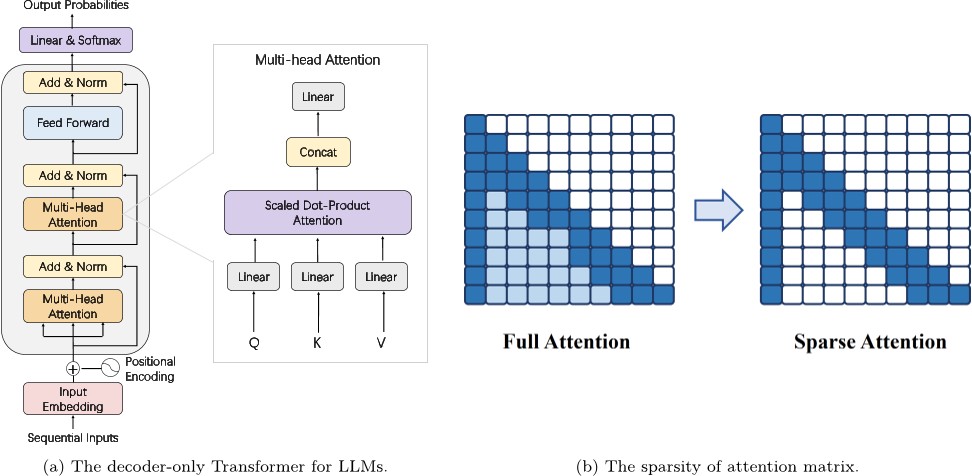 Output Probabilities
Linear & Softmax
Add & Norm
Feed Forward
Add & Norm
Multi-Head
Attention
Add & Norm
Multi-Head
Attention
Positional
Encoding
Input
Embedding
Sequential Inputs
Multi-head Attention
Linear
Concat
Scaled Dot-Product
Attention
Linear
Linear
Linear
Q
K
V
(a) The decoder-only Transformer for LLMs.
Full Attention
Sparse Attention
(b) The sparsity of attention matrix.